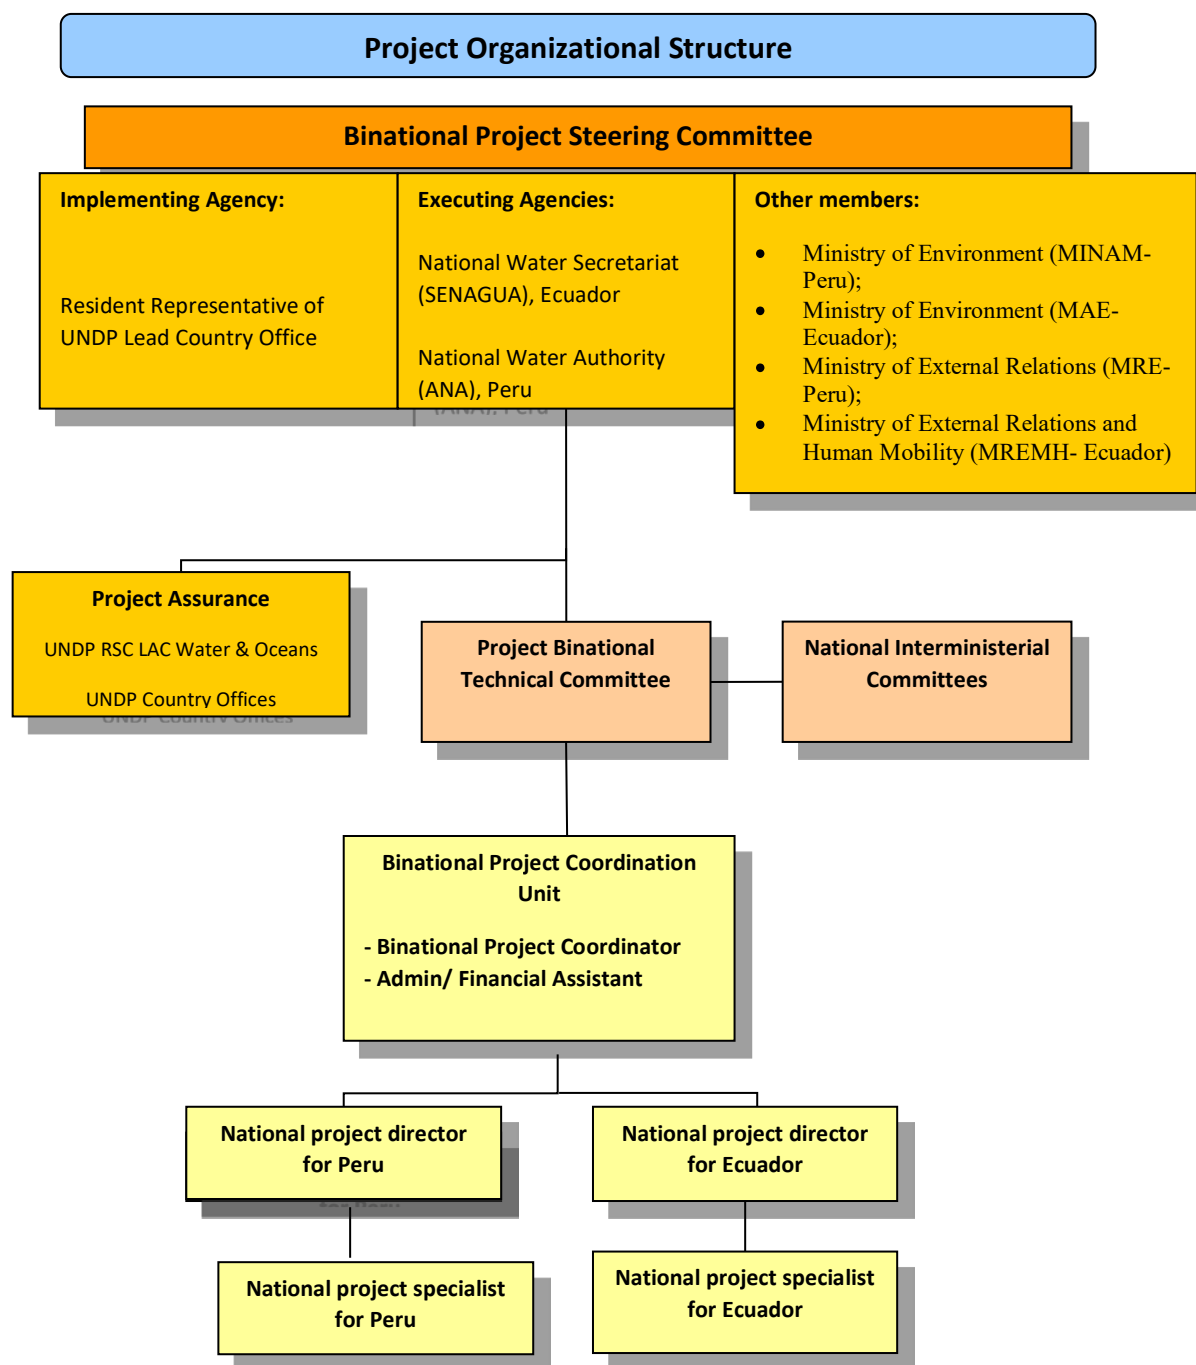 Project Organizational Structure
Binational Project Steering Committee
Implementing Agency:
Resident Representative of
UNDP Lead Country Office
Executing Agencies:
National Water Secretariat
(SENAGUA), Ecuador
National Water Authority
(ANA), Peru
Other members:
• Ministry of Environment (MINAM-
Peru);
• Ministry of Environment (MAE-
Ecuador);
• Ministry of External Relations (MRE-
Peru);
• Ministry of External Relations and
Human Mobility (MREMH- Ecuador)
Project Assurance
UNDP RSC LAC Water & Oceans
UNDP Country Offices
Project Binational
Technical Committee
National Interministerial
Committees
Binational Project Coordination
Unit
- Binational Project Coordinator
- Admin/ Financial Assistant
National project director
for Peru
National project director
for Ecuador
National project specialist
for Peru
National project specialist
for Ecuador